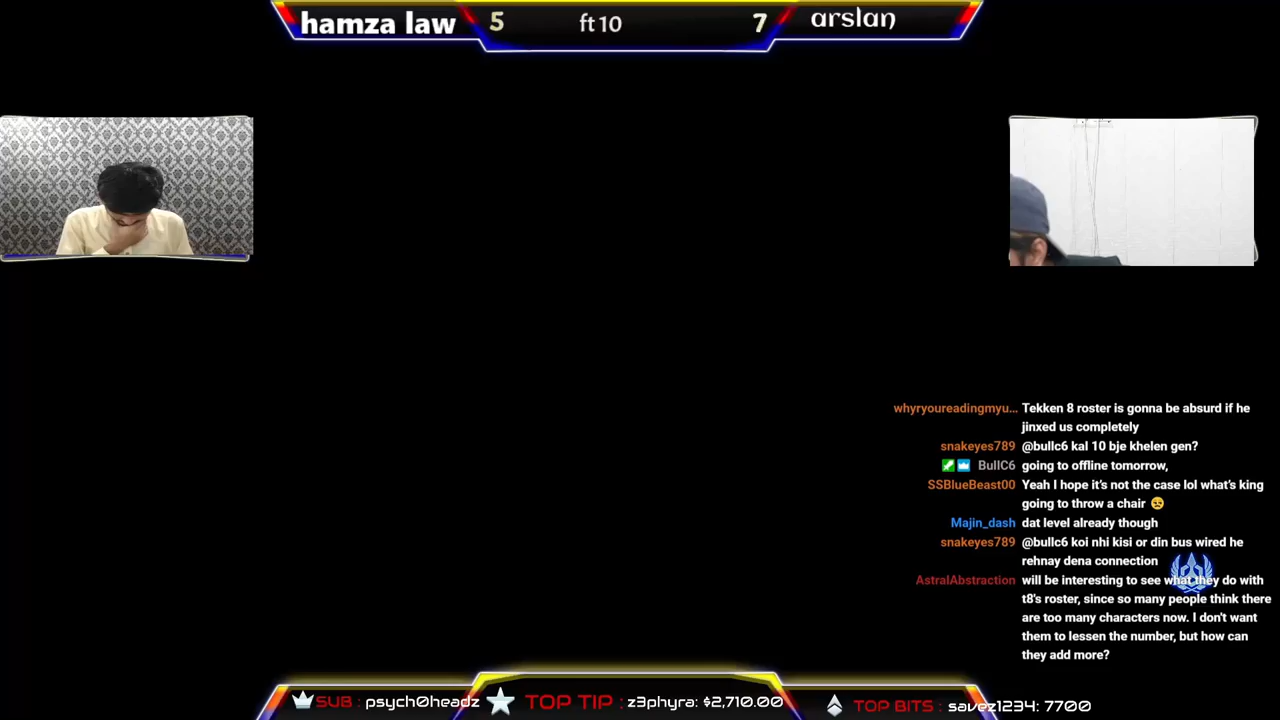 hamza law 5 ft10 7 arslan
whyryoureadingmyu... Tekken 8 roster is gonna be absurd if he
jinxed us completely
snakeyes789 @bullc6 kal 10 bje khelen gen?
BullC6 going to offline tomorrow,
SSBlueBeast00 Yeah I hope it's not the case lol what's king
going to throw a chair 😣
Majin_dash dat level already though
snakeyes789 @bullc6 koi nhi kisi or din bus wired he
rehnay dena connection
AstralAbstraction will be interesting to see what they do with
t8's roster, since so many people think there
are too many characters now. I don't want
them to lessen the number, but how can
they add more?
SUB : psych0headz TOP TIP : z3phyra: $2,710.00 TOP BITS : savez1234: 7700